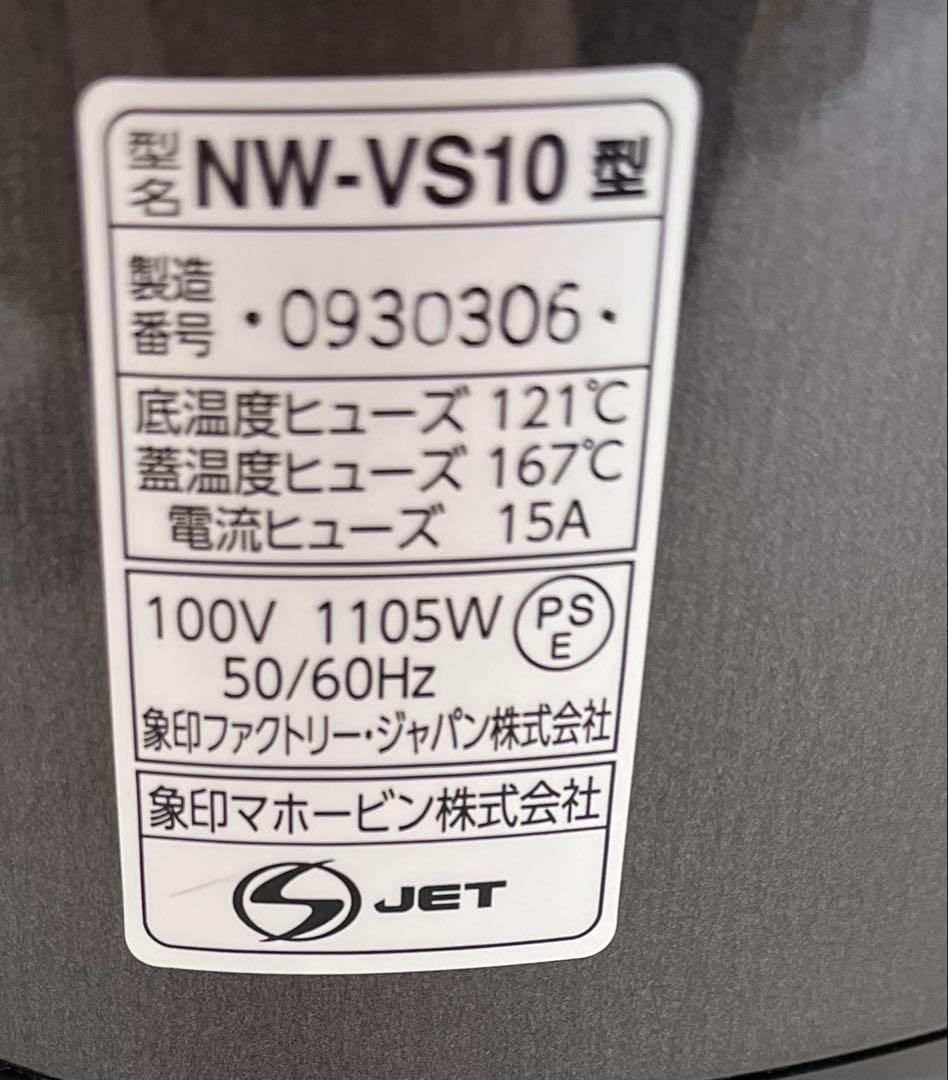 型名 NW-VS10 型
製造番号 ・0930306・
底温度ヒューズ 121℃
蓋温度ヒューズ 167℃
電流ヒューズ 15A
100V 1105W PSE
50/60Hz
象印ファクトリー・ジャパン株式会社
象印マホービン株式会社
S JET